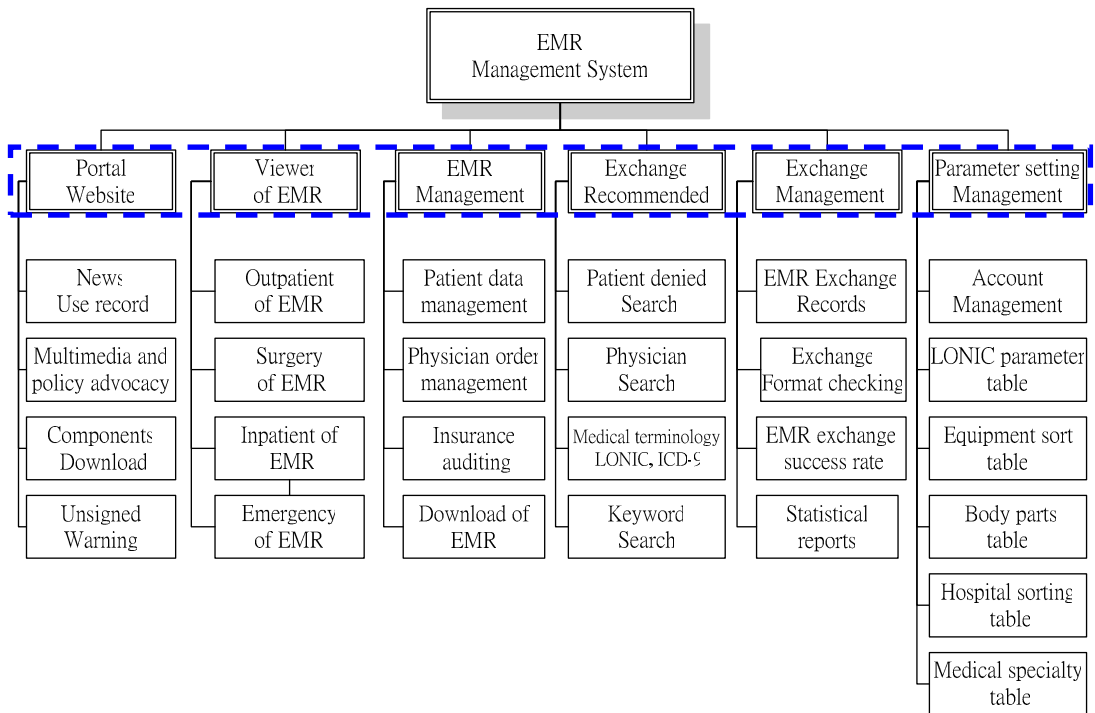 EMR
Management System
Portal
Website
Viewer
of EMR
EMR
Management
Exchange
Recommended
Exchange
Management
Parameter setting
Management
News
Use record
Multimedia and
policy advocacy
Components
Download
Unsigned
Warning
Outpatient
of EMR
Surgery
of EMR
Inpatient of
EMR
Emergency
of EMR
Patient data
management
Physician order
management
Insurance
auditing
Download of
EMR
Patient denied
Search
Physician
Search
Medical terminology
LONIC, ICD-9
Keyword
Search
EMR Exchange
Records
Exchange
Format checking
EMR exchange
success rate
Statistical
reports
Account
Management
LONIC parameter
table
Equipment sort
table
Body parts
table
Hospital sorting
table
Medical specialty
table